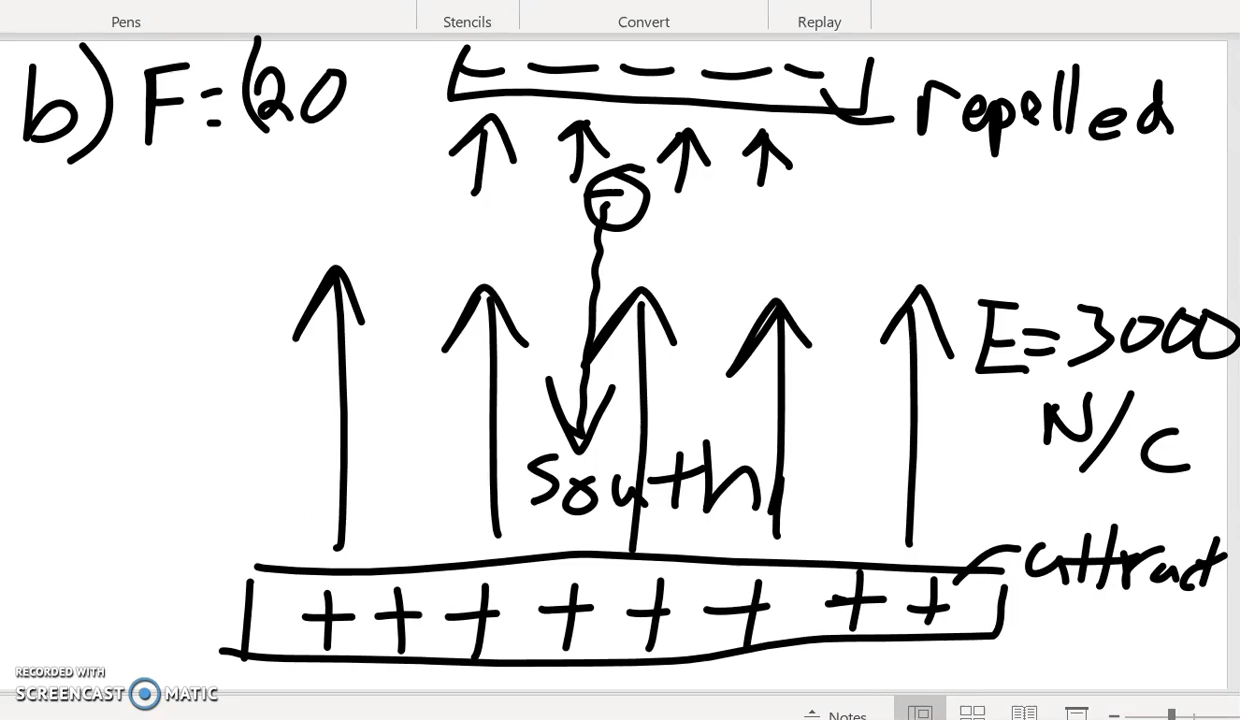 Pens Stencils Convert Replay
b) F=(20
- - - - -
repelled
-
E=3000
N/C
South
attract
+ + + + + + + +
RECORDED WITH
SCREENCAST MATIC
Notes